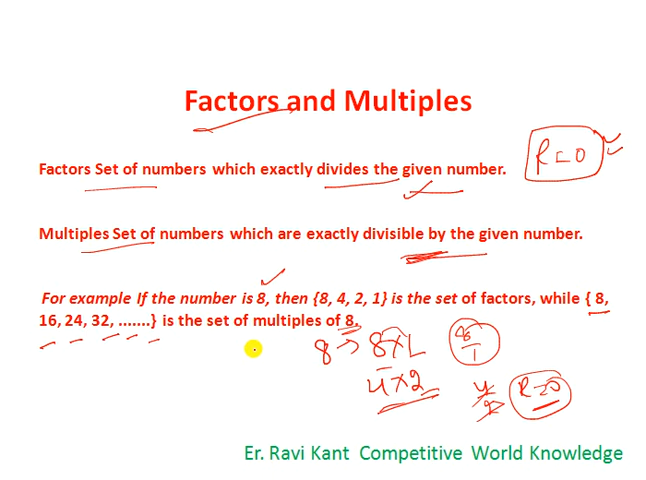 Factors and Multiples
R=0
Factors Set of numbers which exactly divides the given number.
Multiples Set of numbers which are exactly divisible by the given number.
For example If the number is 8, then {8, 4, 2, 1} is the set of factors, while { 8,
16, 24, 32, .......} is the set of multiples of 8.
8 → 8×1
4×2
R=0
Er. Ravi Kant Competitive World Knowledge